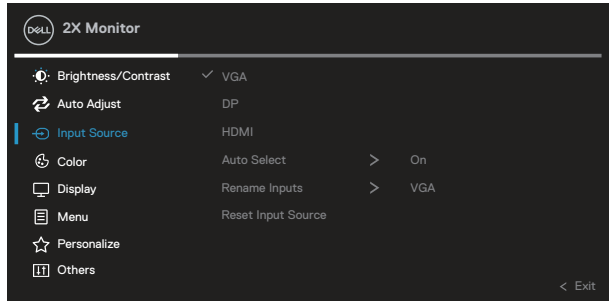 DELL 2X Monitor
Brightness/Contrast VGA
Auto Adjust DP
Input Source HDMI
Color Auto Select > On
Display Rename Inputs > VGA
Menu Reset Input Source
Personalize
Others
< Exit